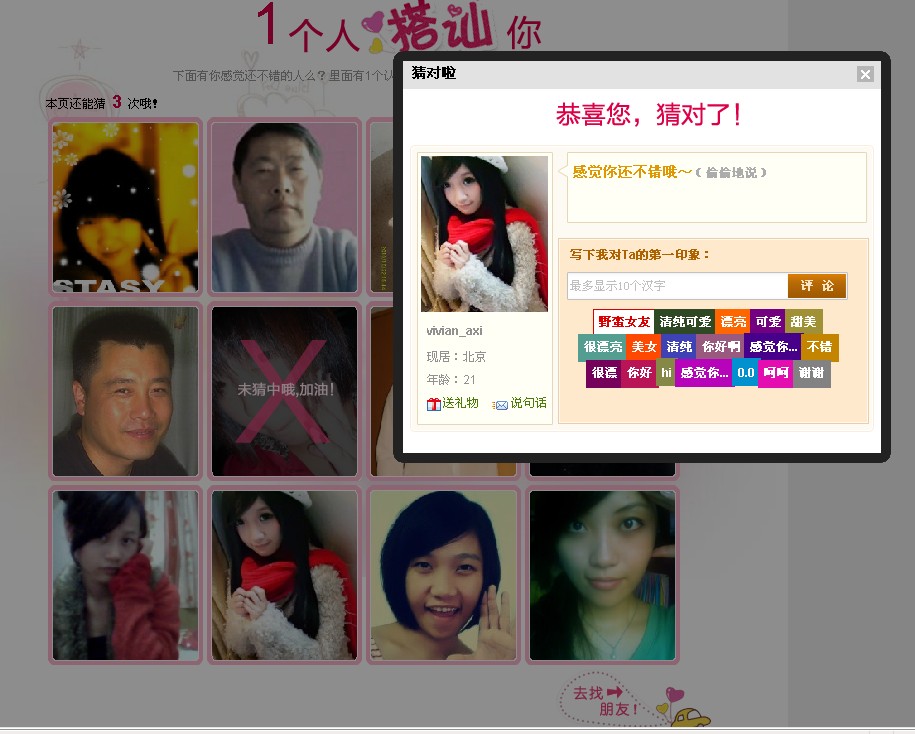 1个人搭讪你
下面有你感觉还不错的人么？里面有1个认
本页还能猜 3 次哦!
STASY
未猜中哦,加油!
去找
朋友!
猜对啦
恭喜您，猜对了！
感觉你还不错哦～（偷偷地说）
vivian_axi
现居：北京
年龄：21
送礼物 说句话
写下我对Ta的第一印象：
最多显示10个汉字 评 论
野蛮女友 清纯可爱 漂亮 可爱 甜美
很漂亮 美女 清纯 你好啊 感觉你... 不错
很漂 你好 hi 感觉你... 0.0 呵呵 谢谢